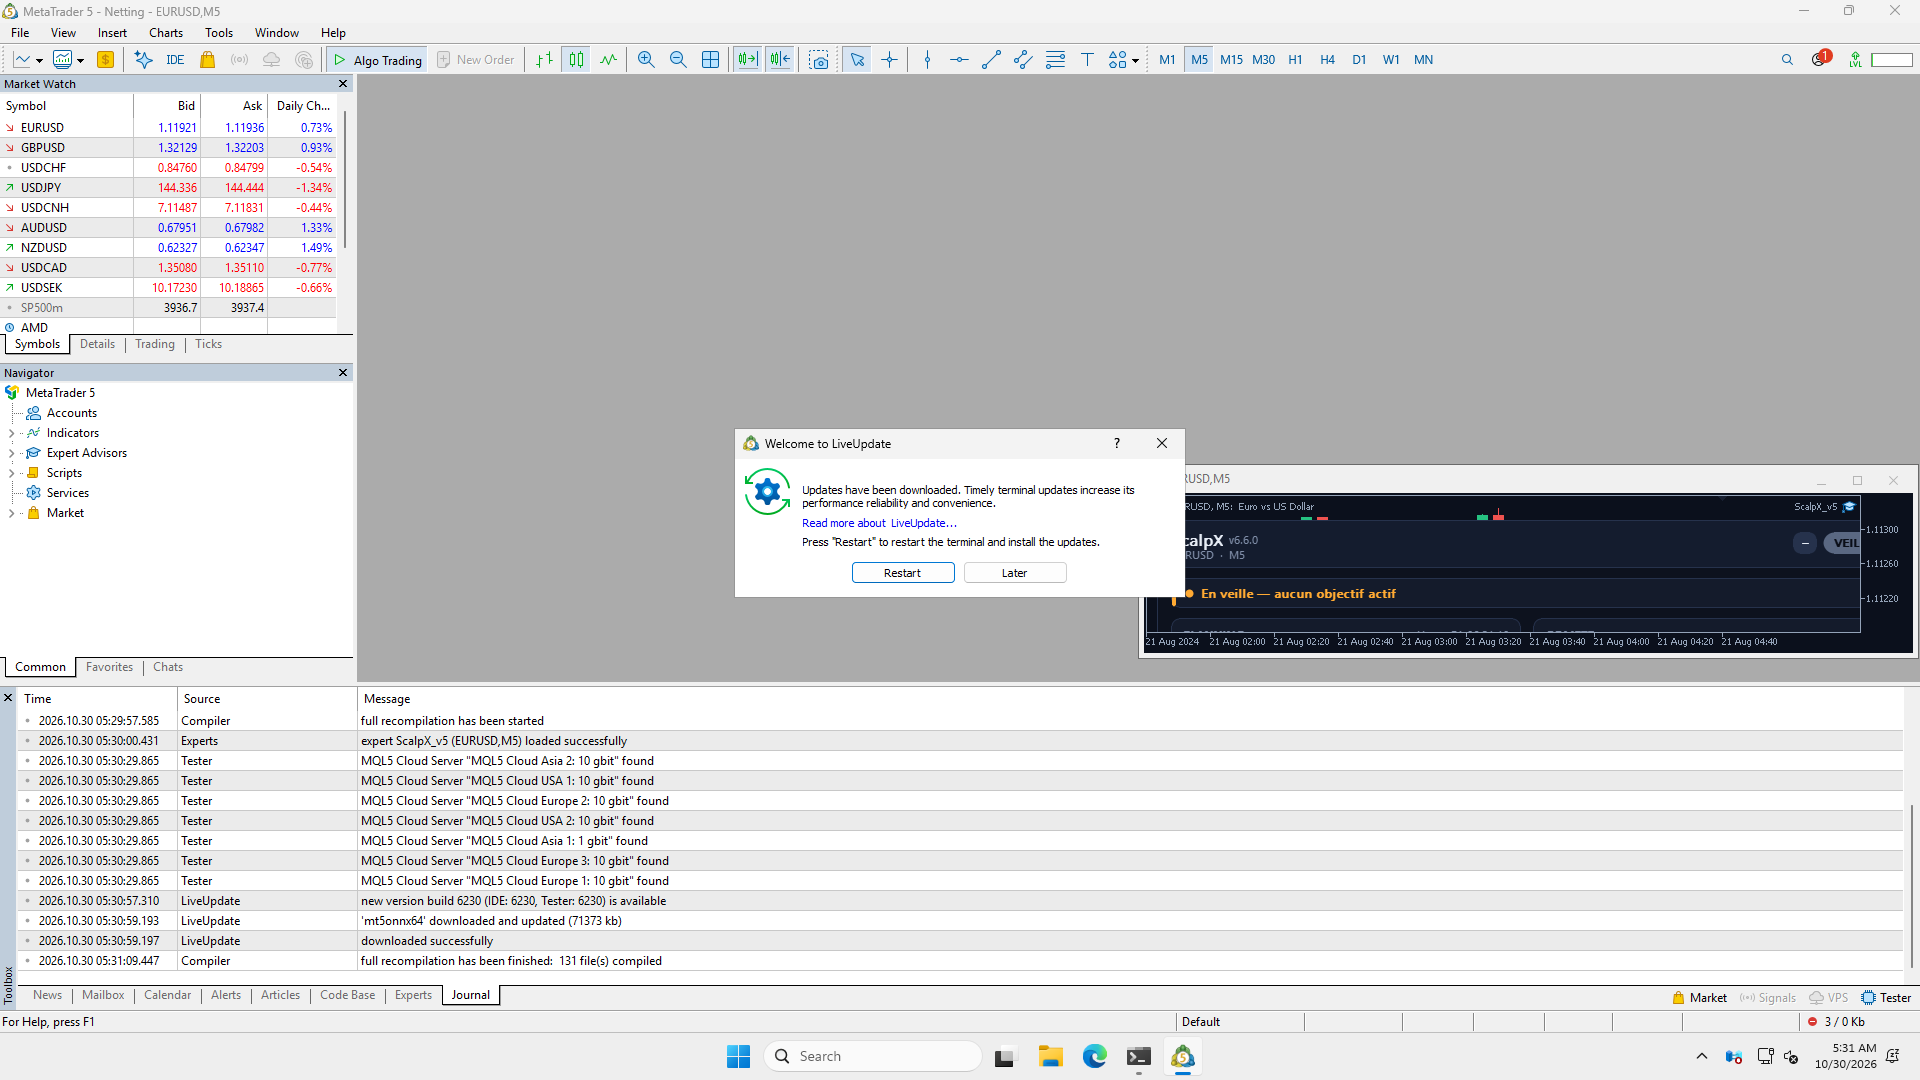 MetaTrader 5 - Netting - EURUSD,M5
File View Insert Charts Tools Window Help
IDE Algo Trading New Order M1 M5 M15 M30 H1 H4 D1 W1 MN 1 LVL
Market Watch
Symbol Bid Ask Daily Ch...
EURUSD 1.11921 1.11936 0.73%
GBPUSD 1.32129 1.32203 0.93%
USDCHF 0.84760 0.84799 -0.54%
USDJPY 144.336 144.444 -1.34%
USDCNH 7.11487 7.11831 -0.44%
AUDUSD 0.67951 0.67982 1.33%
NZDUSD 0.62327 0.62347 1.49%
USDCAD 1.35080 1.35110 -0.77%
USDSEK 10.17230 10.18865 -0.66%
SP500m 3936.7 3937.4
AMD
Symbols Details Trading Ticks
Navigator
MetaTrader 5
Accounts
Indicators
Expert Advisors
Scripts
Services
Market
Common Favorites Chats
Welcome to LiveUpdate
Updates have been downloaded. Timely terminal updates increase its
performance reliability and convenience.
Read more about LiveUpdate...
Press "Restart" to restart the terminal and install the updates.
Restart Later
RUSD,M5
RUSD, M5: Euro vs US Dollar ScalpX_v5
calpX v6.6.0
RUSD · M5
VEIL
En veille — aucun objectif actif
1.11300
1.11260
1.11220
21 Aug 2024 21 Aug 02:00 21 Aug 02:20 21 Aug 02:40 21 Aug 03:00 21 Aug 03:20 21 Aug 03:40 21 Aug 04:00 21 Aug 04:20 21 Aug 04:40
Time Source Message
2026.10.30 05:29:57.585 Compiler full recompilation has been started
2026.10.30 05:30:00.431 Experts expert ScalpX_v5 (EURUSD,M5) loaded successfully
2026.10.30 05:30:29.865 Tester MQL5 Cloud Server "MQL5 Cloud Asia 2: 10 gbit" found
2026.10.30 05:30:29.865 Tester MQL5 Cloud Server "MQL5 Cloud USA 1: 10 gbit" found
2026.10.30 05:30:29.865 Tester MQL5 Cloud Server "MQL5 Cloud Europe 2: 10 gbit" found
2026.10.30 05:30:29.865 Tester MQL5 Cloud Server "MQL5 Cloud USA 2: 10 gbit" found
2026.10.30 05:30:29.865 Tester MQL5 Cloud Server "MQL5 Cloud Asia 1: 1 gbit" found
2026.10.30 05:30:29.865 Tester MQL5 Cloud Server "MQL5 Cloud Europe 3: 10 gbit" found
2026.10.30 05:30:29.865 Tester MQL5 Cloud Server "MQL5 Cloud Europe 1: 10 gbit" found
2026.10.30 05:30:57.310 LiveUpdate new version build 6230 (IDE: 6230, Tester: 6230) is available
2026.10.30 05:30:59.193 LiveUpdate 'mt5onnx64' downloaded and updated (71373 kb)
2026.10.30 05:30:59.197 LiveUpdate downloaded successfully
2026.10.30 05:31:09.447 Compiler full recompilation has been finished: 131 file(s) compiled
Toolbox
News Mailbox Calendar Alerts Articles Code Base Experts Journal
Market Signals VPS Tester
For Help, press F1 Default 3 / 0 Kb
Search
5:31 AM
10/30/2026